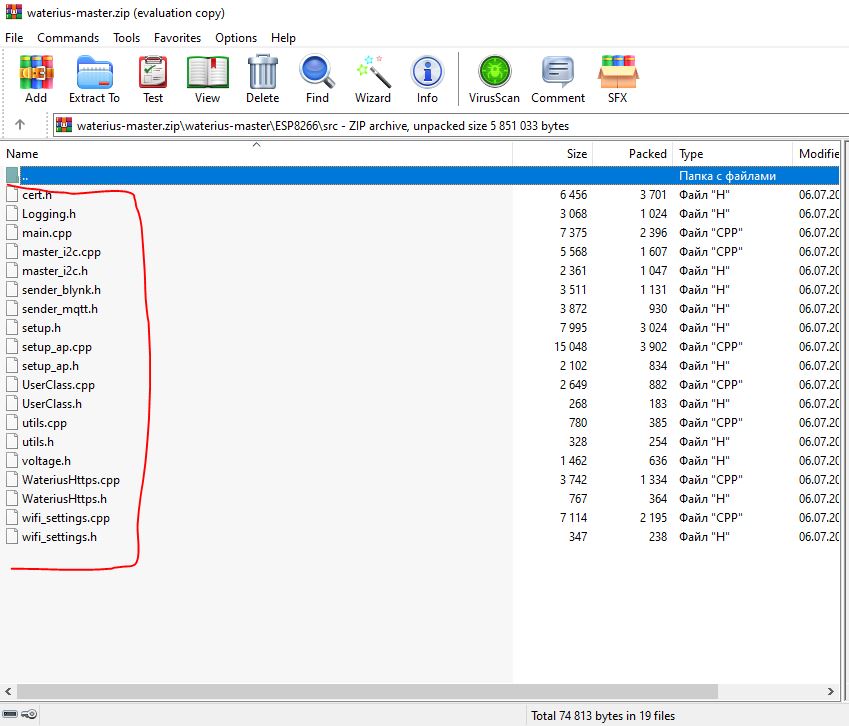 waterius-master.zip (evaluation copy)
File Commands Tools Favorites Options Help
Add Extract To Test View Delete Find Wizard Info VirusScan Comment SFX
waterius-master.zip\waterius-master\ESP8266\src - ZIP archive, unpacked size 5 851 033 bytes
Name Size Packed Type Modifie
.. Папка с файлами
cert.h 6 456 3 701 Файл "H" 06.07.20
Logging.h 3 068 1 024 Файл "H" 06.07.20
main.cpp 7 375 2 396 Файл "CPP" 06.07.20
master_i2c.cpp 5 568 1 607 Файл "CPP" 06.07.20
master_i2c.h 2 361 1 047 Файл "H" 06.07.20
sender_blynk.h 3 511 1 131 Файл "H" 06.07.20
sender_mqtt.h 3 872 930 Файл "H" 06.07.20
setup.h 7 995 3 024 Файл "H" 06.07.20
setup_ap.cpp 15 048 3 902 Файл "CPP" 06.07.20
setup_ap.h 2 102 834 Файл "H" 06.07.20
UserClass.cpp 2 649 882 Файл "CPP" 06.07.20
UserClass.h 268 183 Файл "H" 06.07.20
utils.cpp 780 385 Файл "CPP" 06.07.20
utils.h 328 254 Файл "H" 06.07.20
voltage.h 1 462 636 Файл "H" 06.07.20
WateriusHttps.cpp 3 742 1 334 Файл "CPP" 06.07.20
WateriusHttps.h 767 364 Файл "H" 06.07.20
wifi_settings.cpp 7 114 2 195 Файл "CPP" 06.07.20
wifi_settings.h 347 238 Файл "H" 06.07.20
Total 74 813 bytes in 19 files